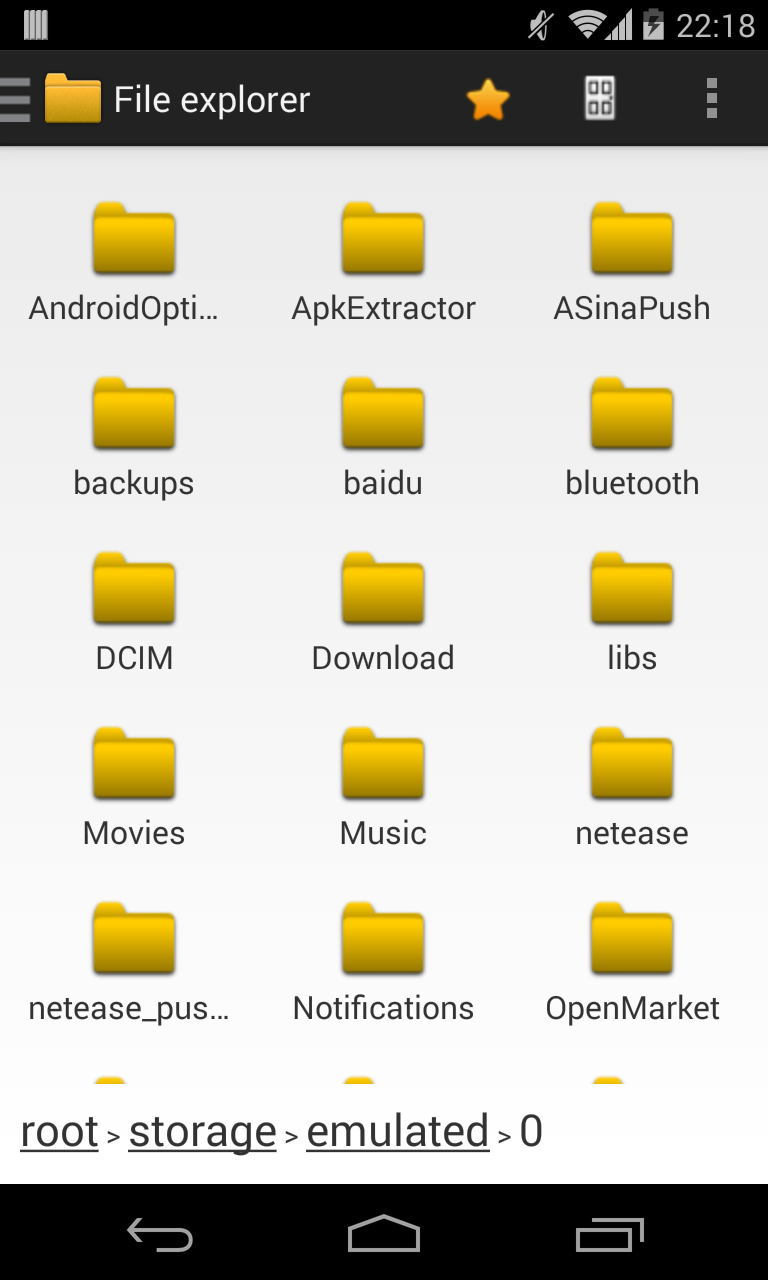 22:18
File explorer
AndroidOpti... ApkExtractor ASinaPush
backups baidu bluetooth
DCIM Download libs
Movies Music netease
netease_pus... Notifications OpenMarket
root > storage > emulated > 0